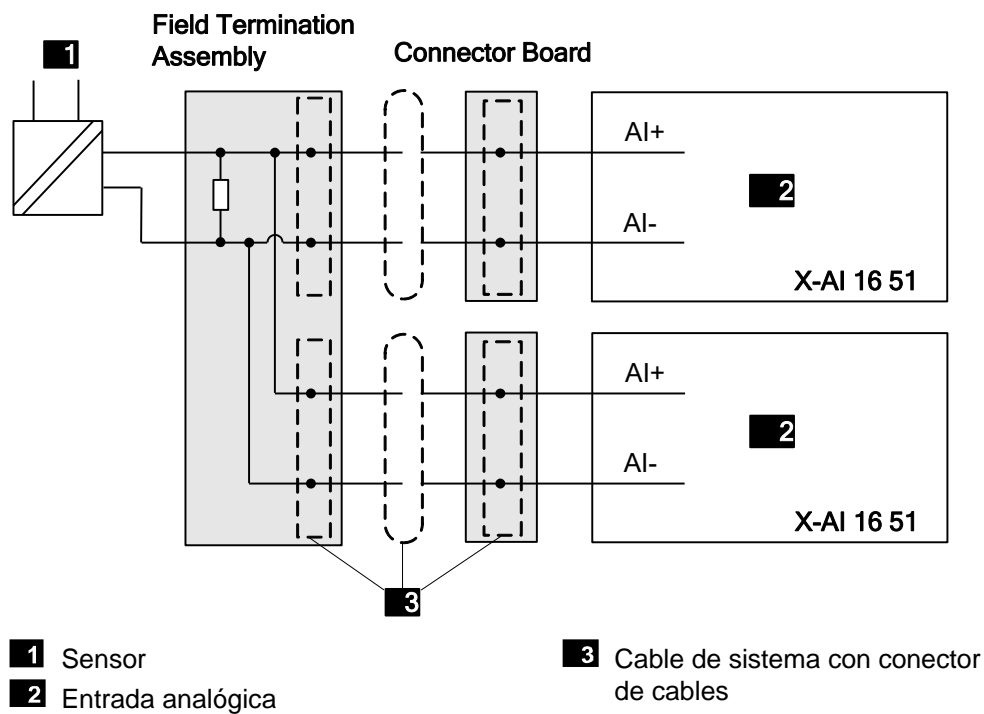 Field Termination
Assembly
Connector Board
1
AI+
2
AI-
X-AI 16 51
AI+
2
AI-
X-AI 16 51
3
1 Sensor
2 Entrada analógica
3 Cable de sistema con conector
de cables